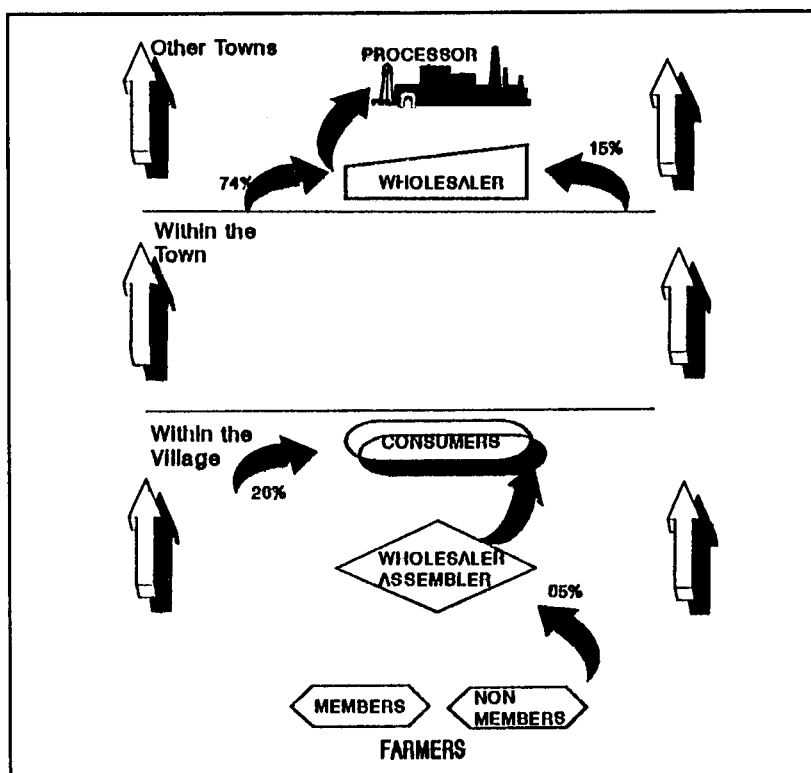 Other Towns
PROCESSOR
15%
74%
WHOLESALER
Within the
Town
Within the
Village
CONSUMERS
20%
WHOLESALER
ASSEMBLER
85%
MEMBERS
NON
MEMBERS
FARMERS